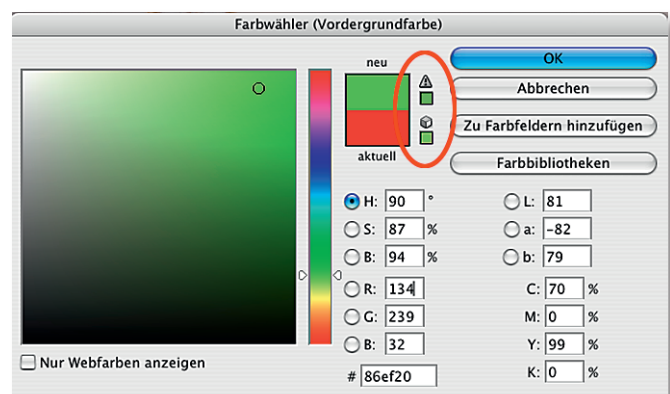 Farbwähler (Vordergrundfarbe)
neu
aktuell
OK
Abbrechen
Zu Farbfeldern hinzufügen
Farbbibliotheken
H: 90 °
S: 87 %
B: 94 %
R: 134
G: 239
B: 32
# 86ef20
L: 81
a: -82
b: 79
C: 70 %
M: 0 %
Y: 99 %
K: 0 %
Nur Webfarben anzeigen